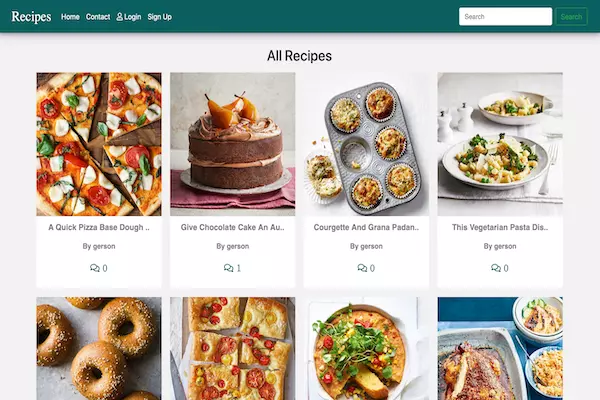 Recipes Home Contact Login Sign Up Search Search
All Recipes
A Quick Pizza Base Dough ..
By gerson
0
Give Chocolate Cake An Au..
By gerson
1
Courgette And Grana Padan..
By gerson
0
This Vegetarian Pasta Dis..
By gerson
0